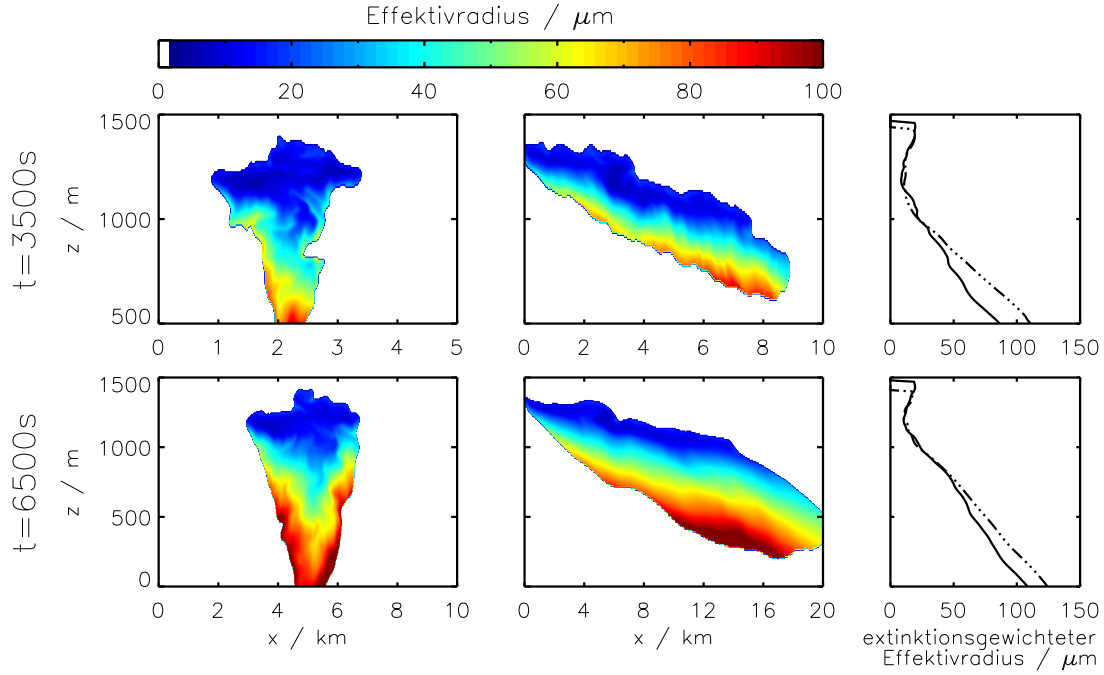 Effektivradius / μm
0 20 40 60 80 100
t=3500s
z / m
1500
1000
500
0 1 2 3 4 5
0 2 4 6 8 10
0 50 100 150
t=6500s
z / m
1500
1000
500
0
0 2 4 6 8 10
0 4 8 12 16 20
0 50 100 150
x / km
x / km
extinktionsgewichteter
Effektivradius / μm